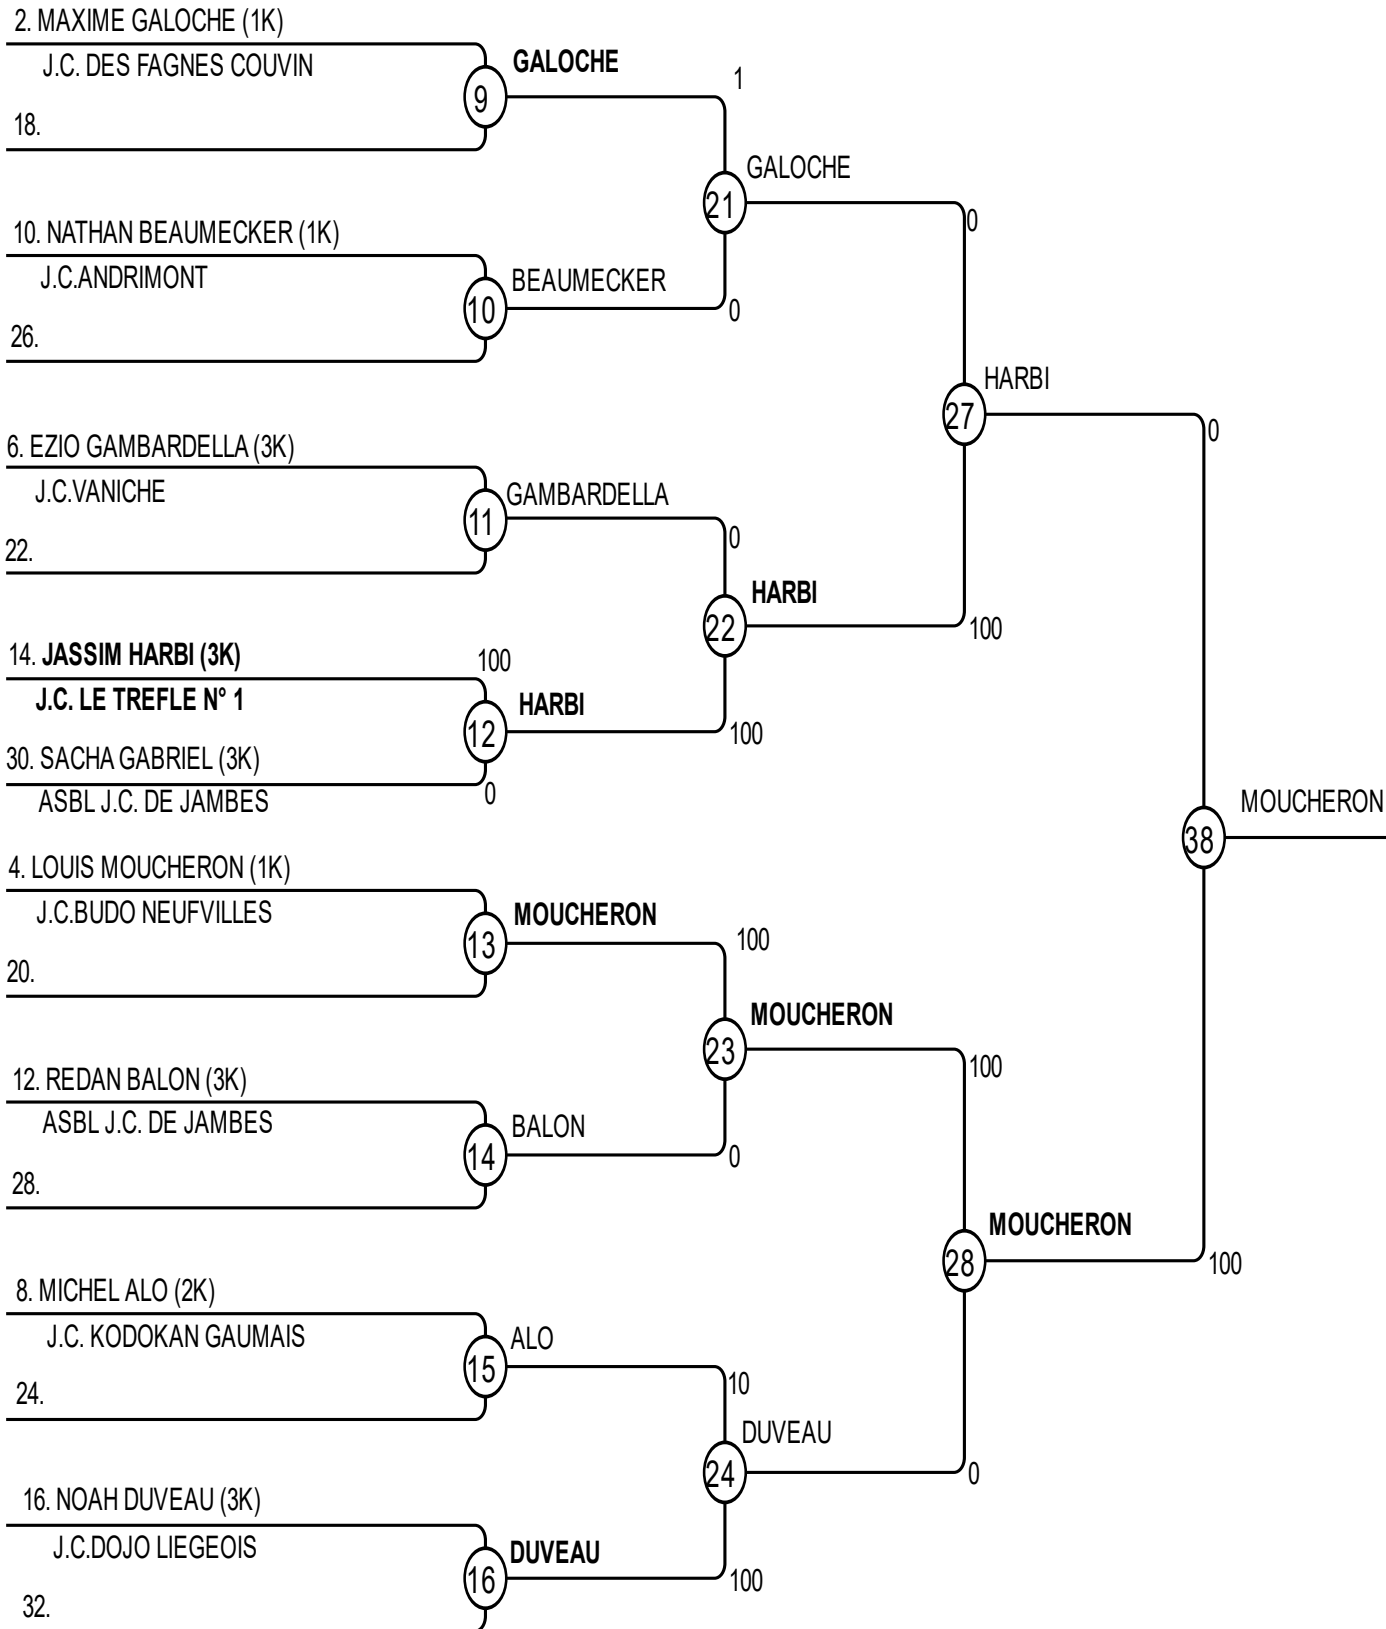 2. MAXIME GALOCHE (1K)
J.C. DES FAGNES COUVIN
18.
9
GALOCHE
1
10. NATHAN BEAUMECKER (1K)
J.C.ANDRIMONT
26.
10
BEAUMECKER
0
21
GALOCHE
0
6. EZIO GAMBARDELLA (3K)
J.C.VANICHE
22.
11
GAMBARDELLA
0
14. JASSIM HARBI (3K)
J.C. LE TREFLE N° 1
100
30. SACHA GABRIEL (3K)
ASBL J.C. DE JAMBES
0
12
HARBI
100
22
HARBI
100
27
HARBI
0
4. LOUIS MOUCHERON (1K)
J.C.BUDO NEUFVILLES
20.
13
MOUCHERON
100
12. REDAN BALON (3K)
ASBL J.C. DE JAMBES
28.
14
BALON
0
23
MOUCHERON
100
8. MICHEL ALO (2K)
J.C. KODOKAN GAUMAIS
24.
15
ALO
10
16. NOAH DUVEAU (3K)
J.C.DOJO LIEGEOIS
32.
16
DUVEAU
100
24
DUVEAU
0
28
MOUCHERON
100
38
MOUCHERON